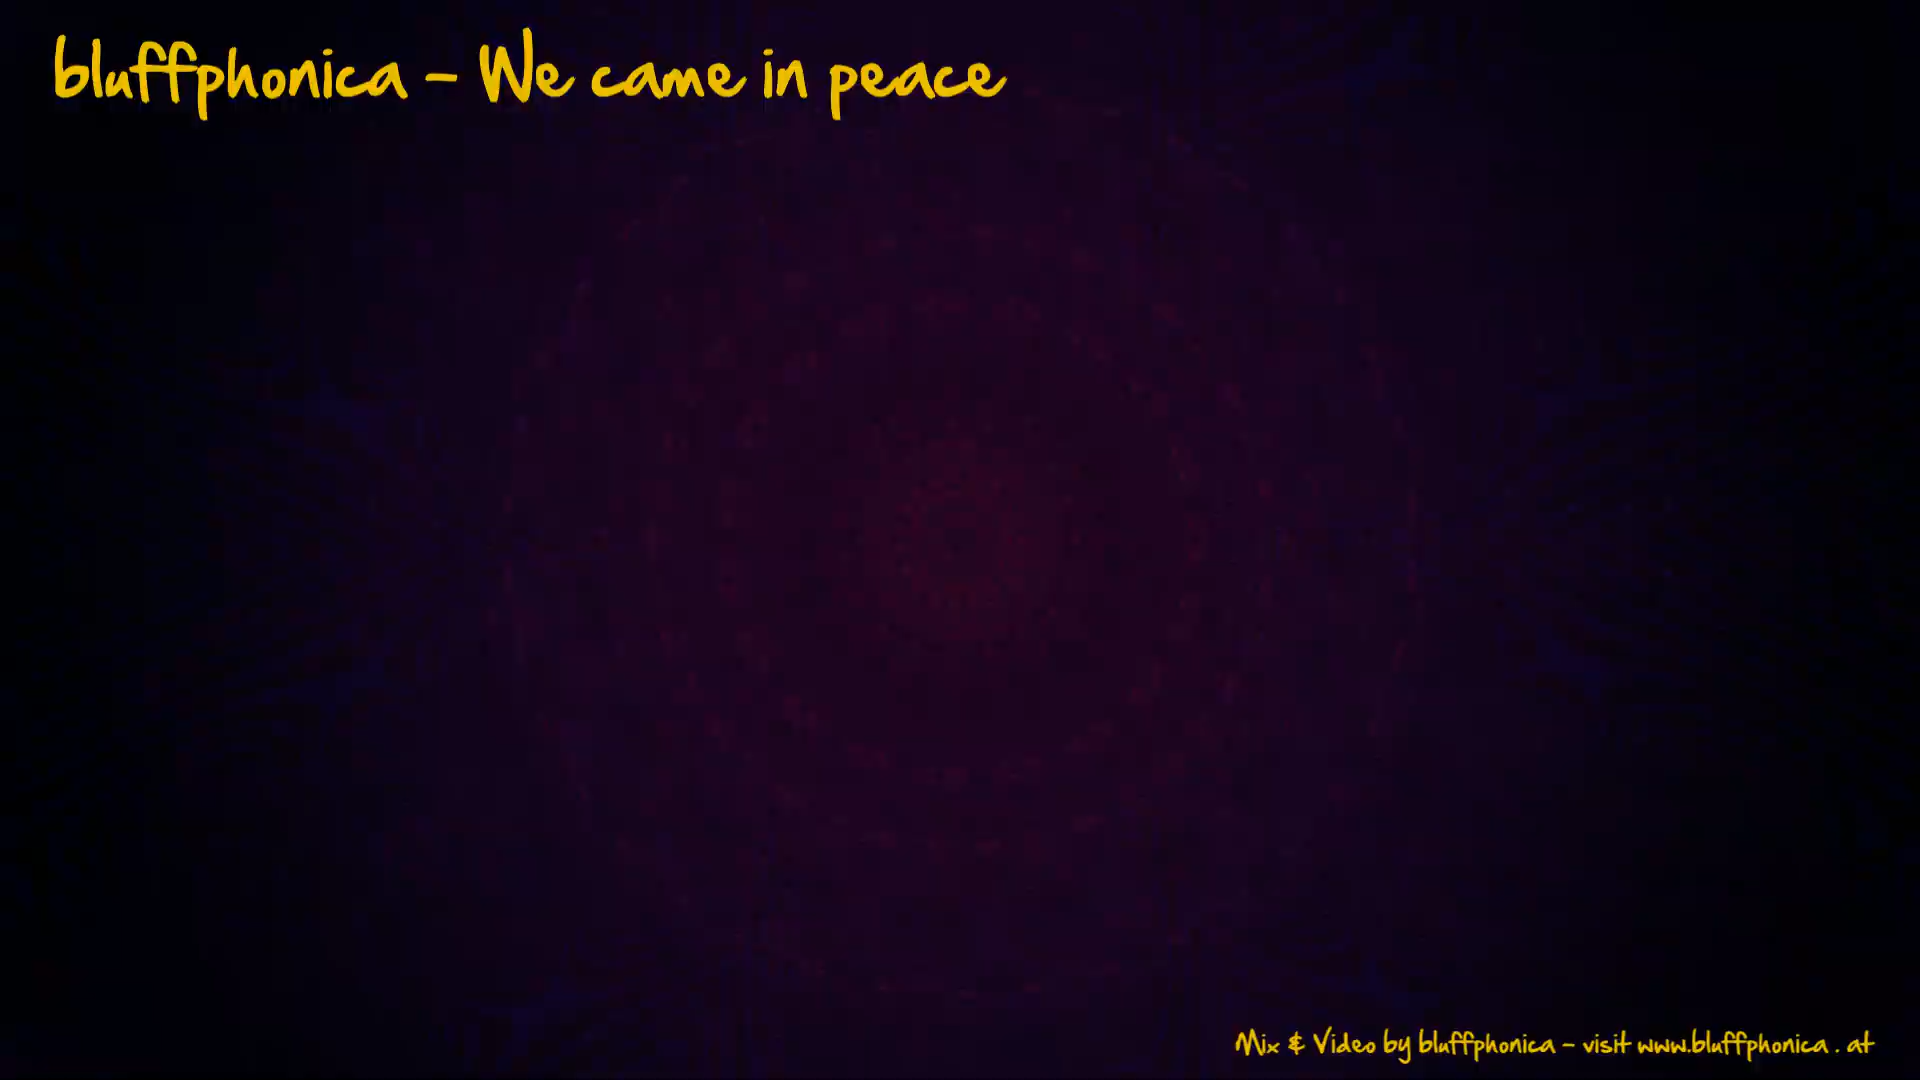 bluffphonica - We came in peace
Mix & Video by bluffphonica - visit www.bluffphonica . at